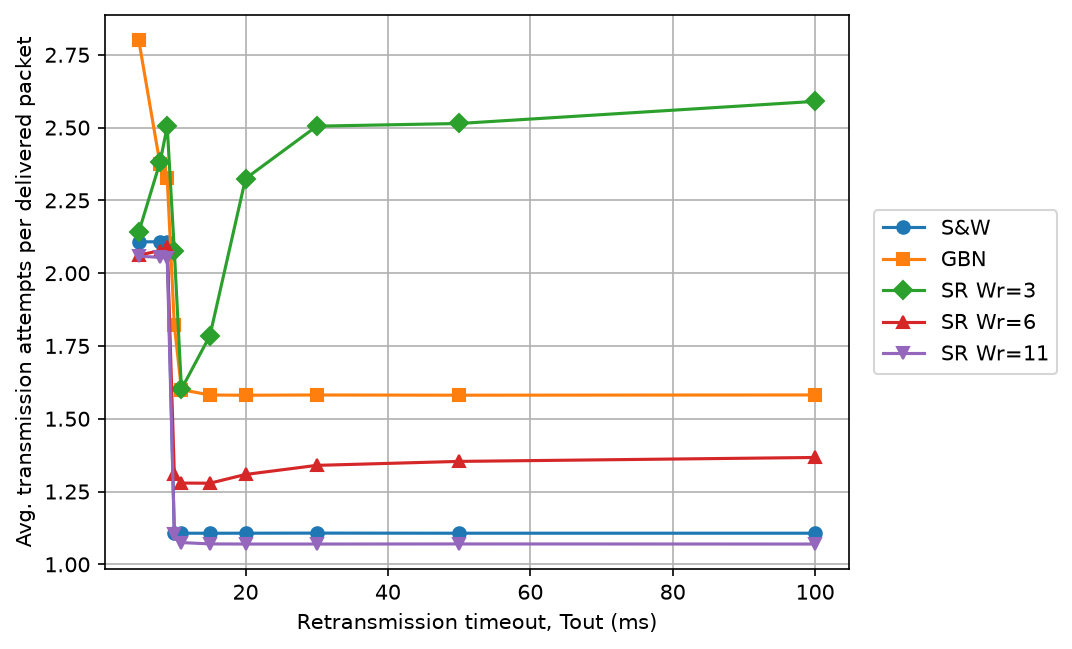 Avg. transmission attempts per delivered packet
2.75
2.50
2.25
2.00
1.75
1.50
1.25
1.00
20 40 60 80 100
Retransmission timeout, Tout (ms)
S&W
GBN
SR Wr=3
SR Wr=6
SR Wr=11